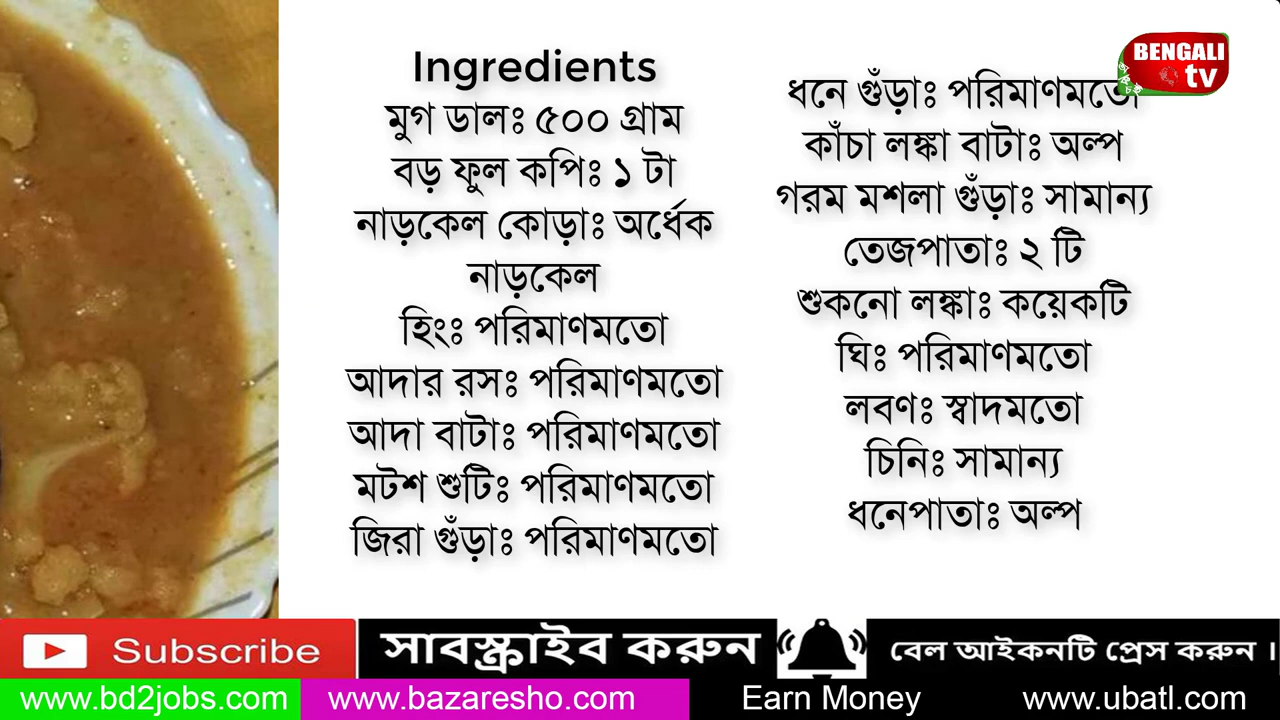 Ingredients
মুগ ডালঃ ৫০০ গ্রাম
বড় ফুল কপিঃ ১ টা
নাড়কেল কোড়াঃ অর্ধেক
নাড়কেল
হিংঃ পরিমাণমতো
আদার রসঃ পরিমাণমতো
আদা বাটাঃ পরিমাণমতো
মটশ শুটিঃ পরিমাণমতো
জিরা গুঁড়াঃ পরিমাণমতো
BENGALI
tv
ধনে গুঁড়াঃ পরিমাণমতো
কাঁচা লঙ্কা বাটাঃ অল্প
গরম মশলা গুঁড়াঃ সামান্য
তেজপাতাঃ ২ টি
শুকনো লঙ্কাঃ কয়েকটি
ঘিঃ পরিমাণমতো
লবণঃ স্বাদমতো
চিনিঃ সামান্য
ধনেপাতাঃ অল্প
Subscribe সাবস্ক্রাইব করুন বেল আইকনটি প্রেস করুন ।
www.bd2jobs.com www.bazaresho.com Earn Money www.ubatl.com